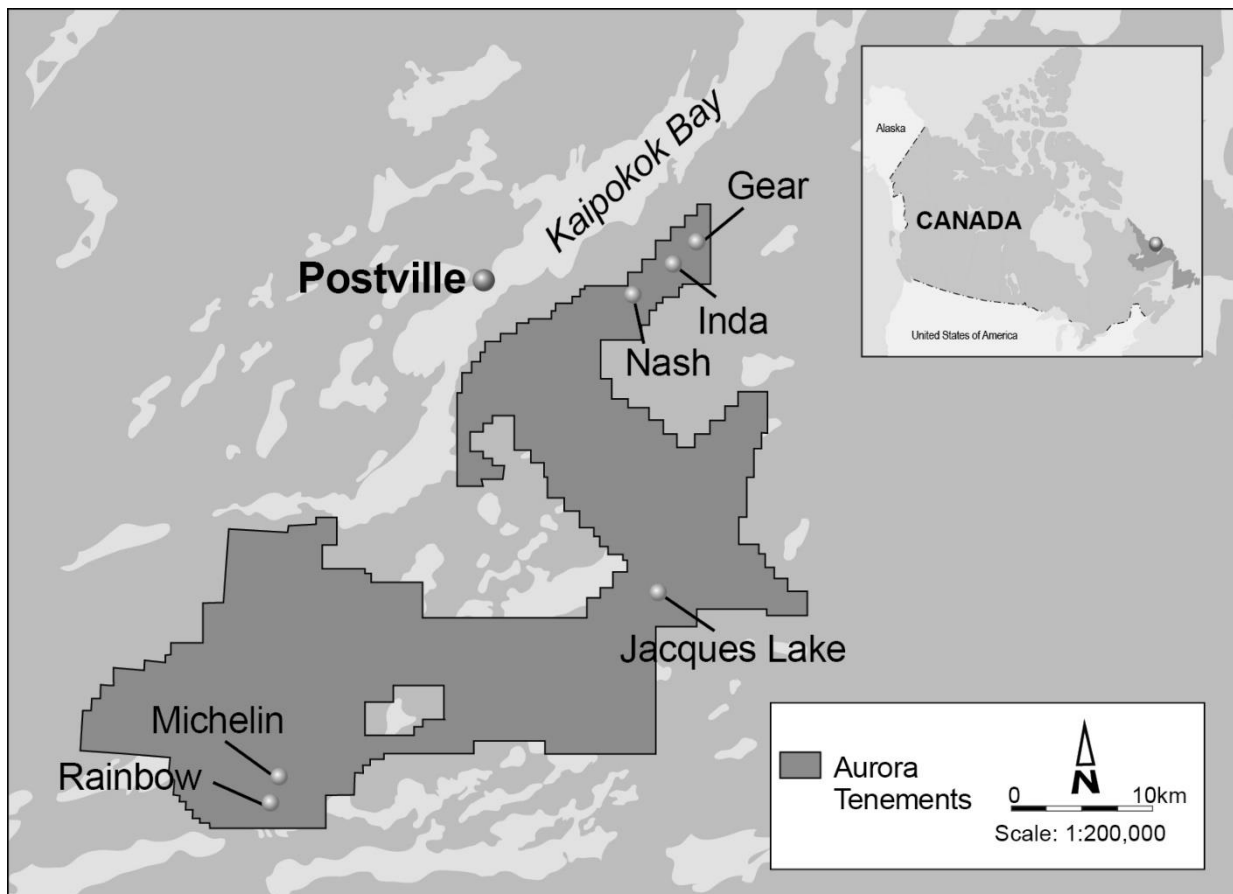 Kaipokok Bay
Gear
Postville
Inda
Nash
Jacques Lake
Michelin
Rainbow
Alaska
CANADA
United States of America
Aurora
Tenements
N
0 10km
Scale: 1:200,000